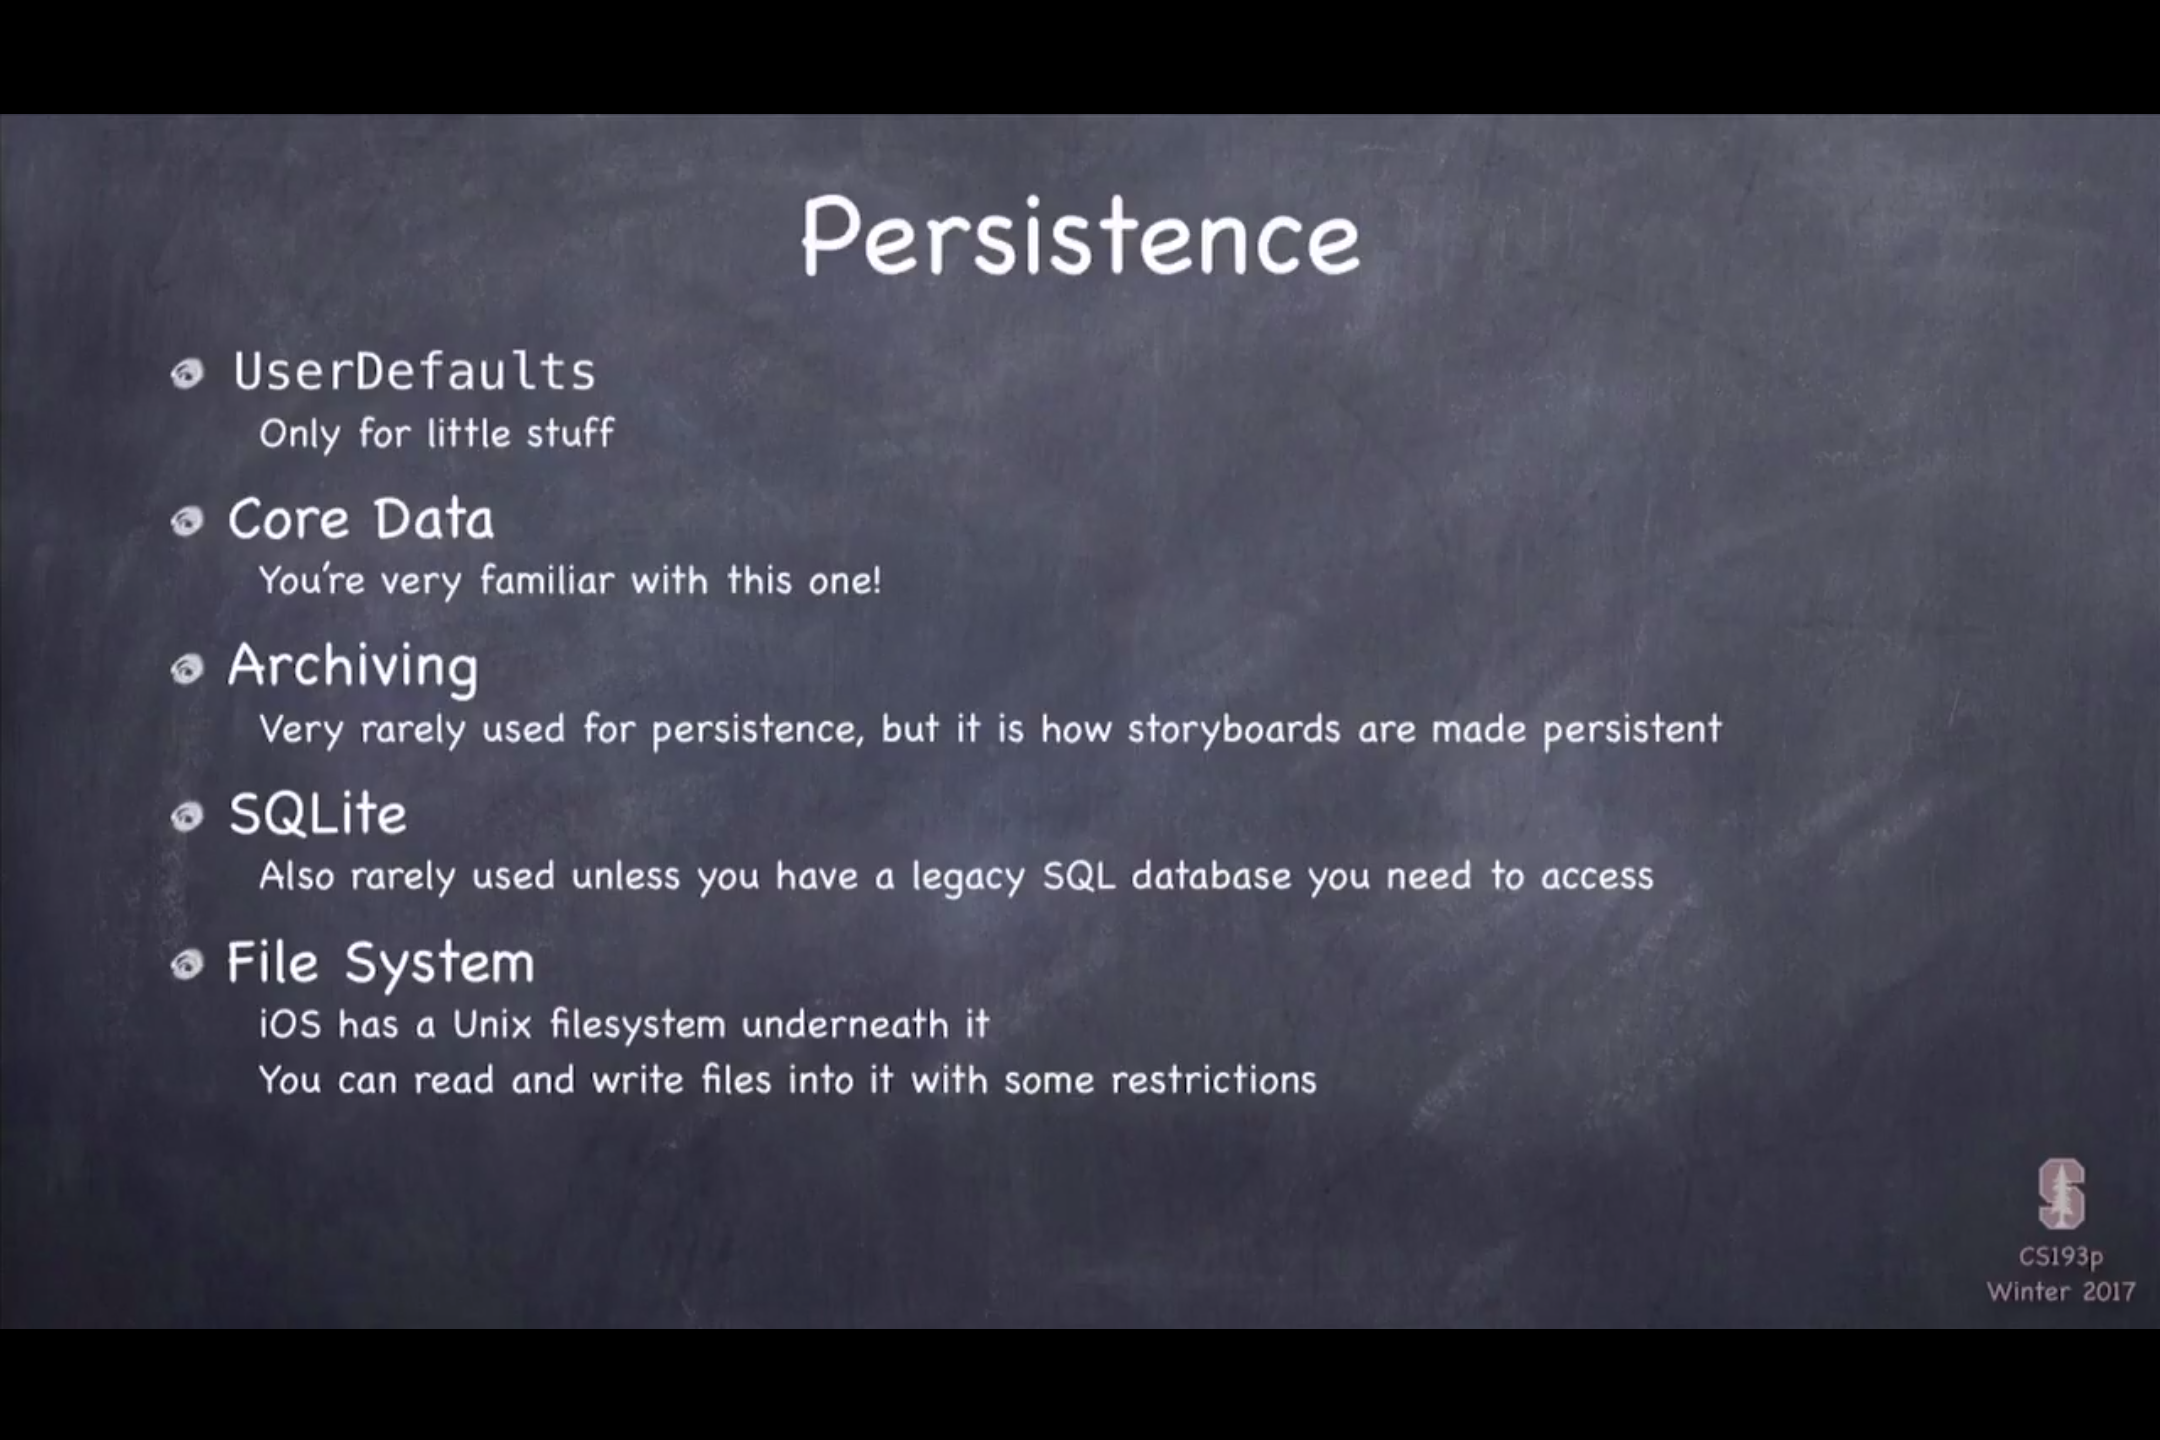 Persistence
UserDefaults
Only for little stuff
Core Data
You're very familiar with this one!
Archiving
Very rarely used for persistence, but it is how storyboards are made persistent
SQLite
Also rarely used unless you have a legacy SQL database you need to access
File System
iOS has a Unix filesystem underneath it
You can read and write files into it with some restrictions
CS193p
Winter 2017